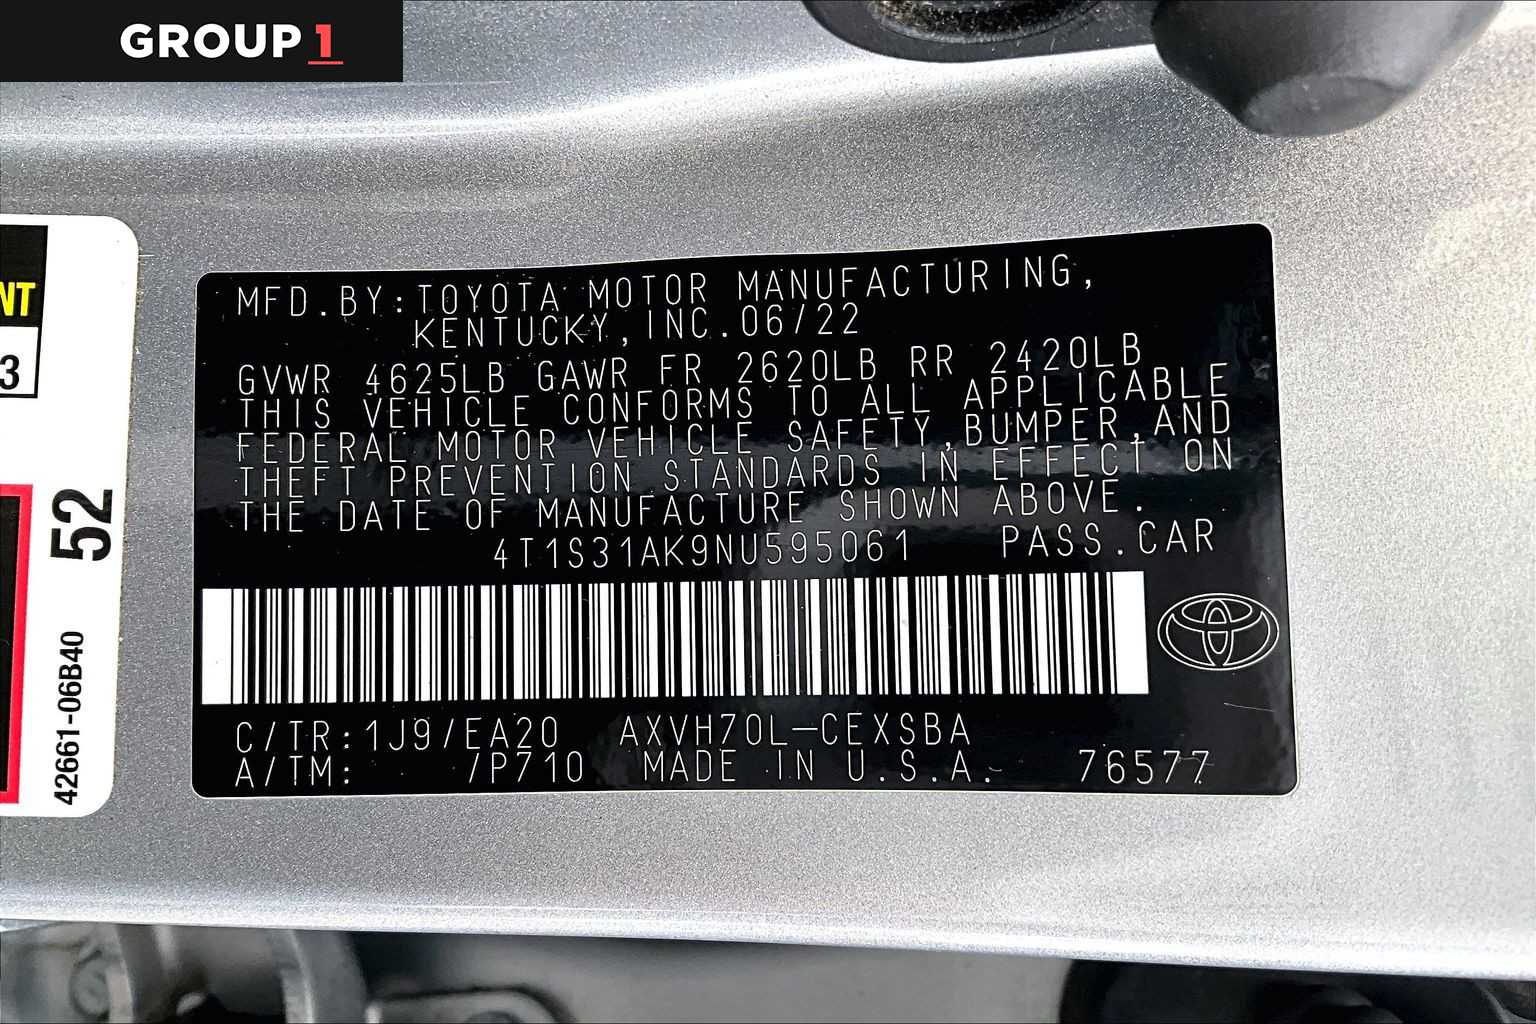 GROUP 1
MFD.BY:TOYOTA MOTOR MANUFACTURING,
KENTUCKY,INC.06/22
GVWR 4625LB GAWR FR 2620LB RR 2420LB
THIS VEHICLE CONFORMS TO ALL APPLICABLE
FEDERAL MOTOR VEHICLE SAFETY,BUMPER,AND
THEFT PREVENTION STANDARDS IN EFFECT ON
THE DATE OF MANUFACTURE SHOWN ABOVE.
4T1S31AK9NU595061 PASS.CAR
C/TR:1J9/EA20 AXVH70L-CEXSBA
A/TM: /P710 MADE IN U.S.A. 76577
NT
3
52
42661-06B40